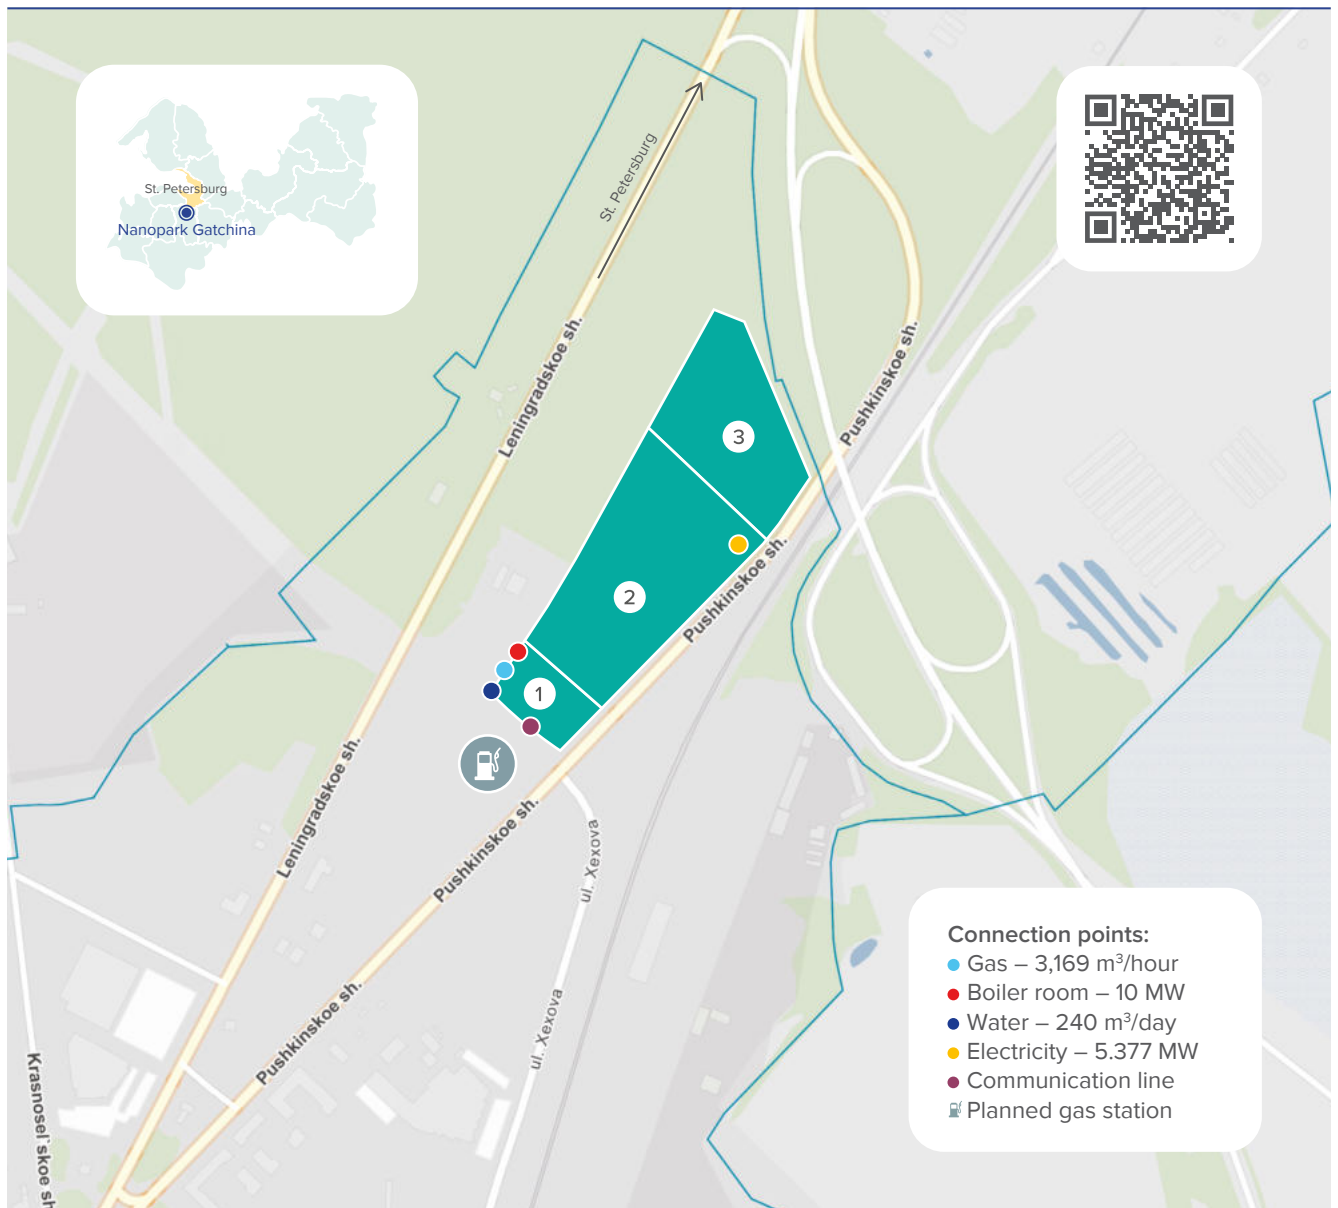 St. Petersburg
Nanopark Gatchina
St. Petersburg
Leningradskoe sh.
Pushkinskoe sh.
3
Pushkinskoe sh.
2
1
Leningradskoe sh.
Pushkinskoe sh.
ul. Xexova
Pushkinskoe sh.
ul. Xexova
Krasnosel`skoe sh
Connection points:
Gas – 3,169 m³/hour
Boiler room – 10 MW
Water – 240 m³/day
Electricity – 5.377 MW
Communication line
Planned gas station